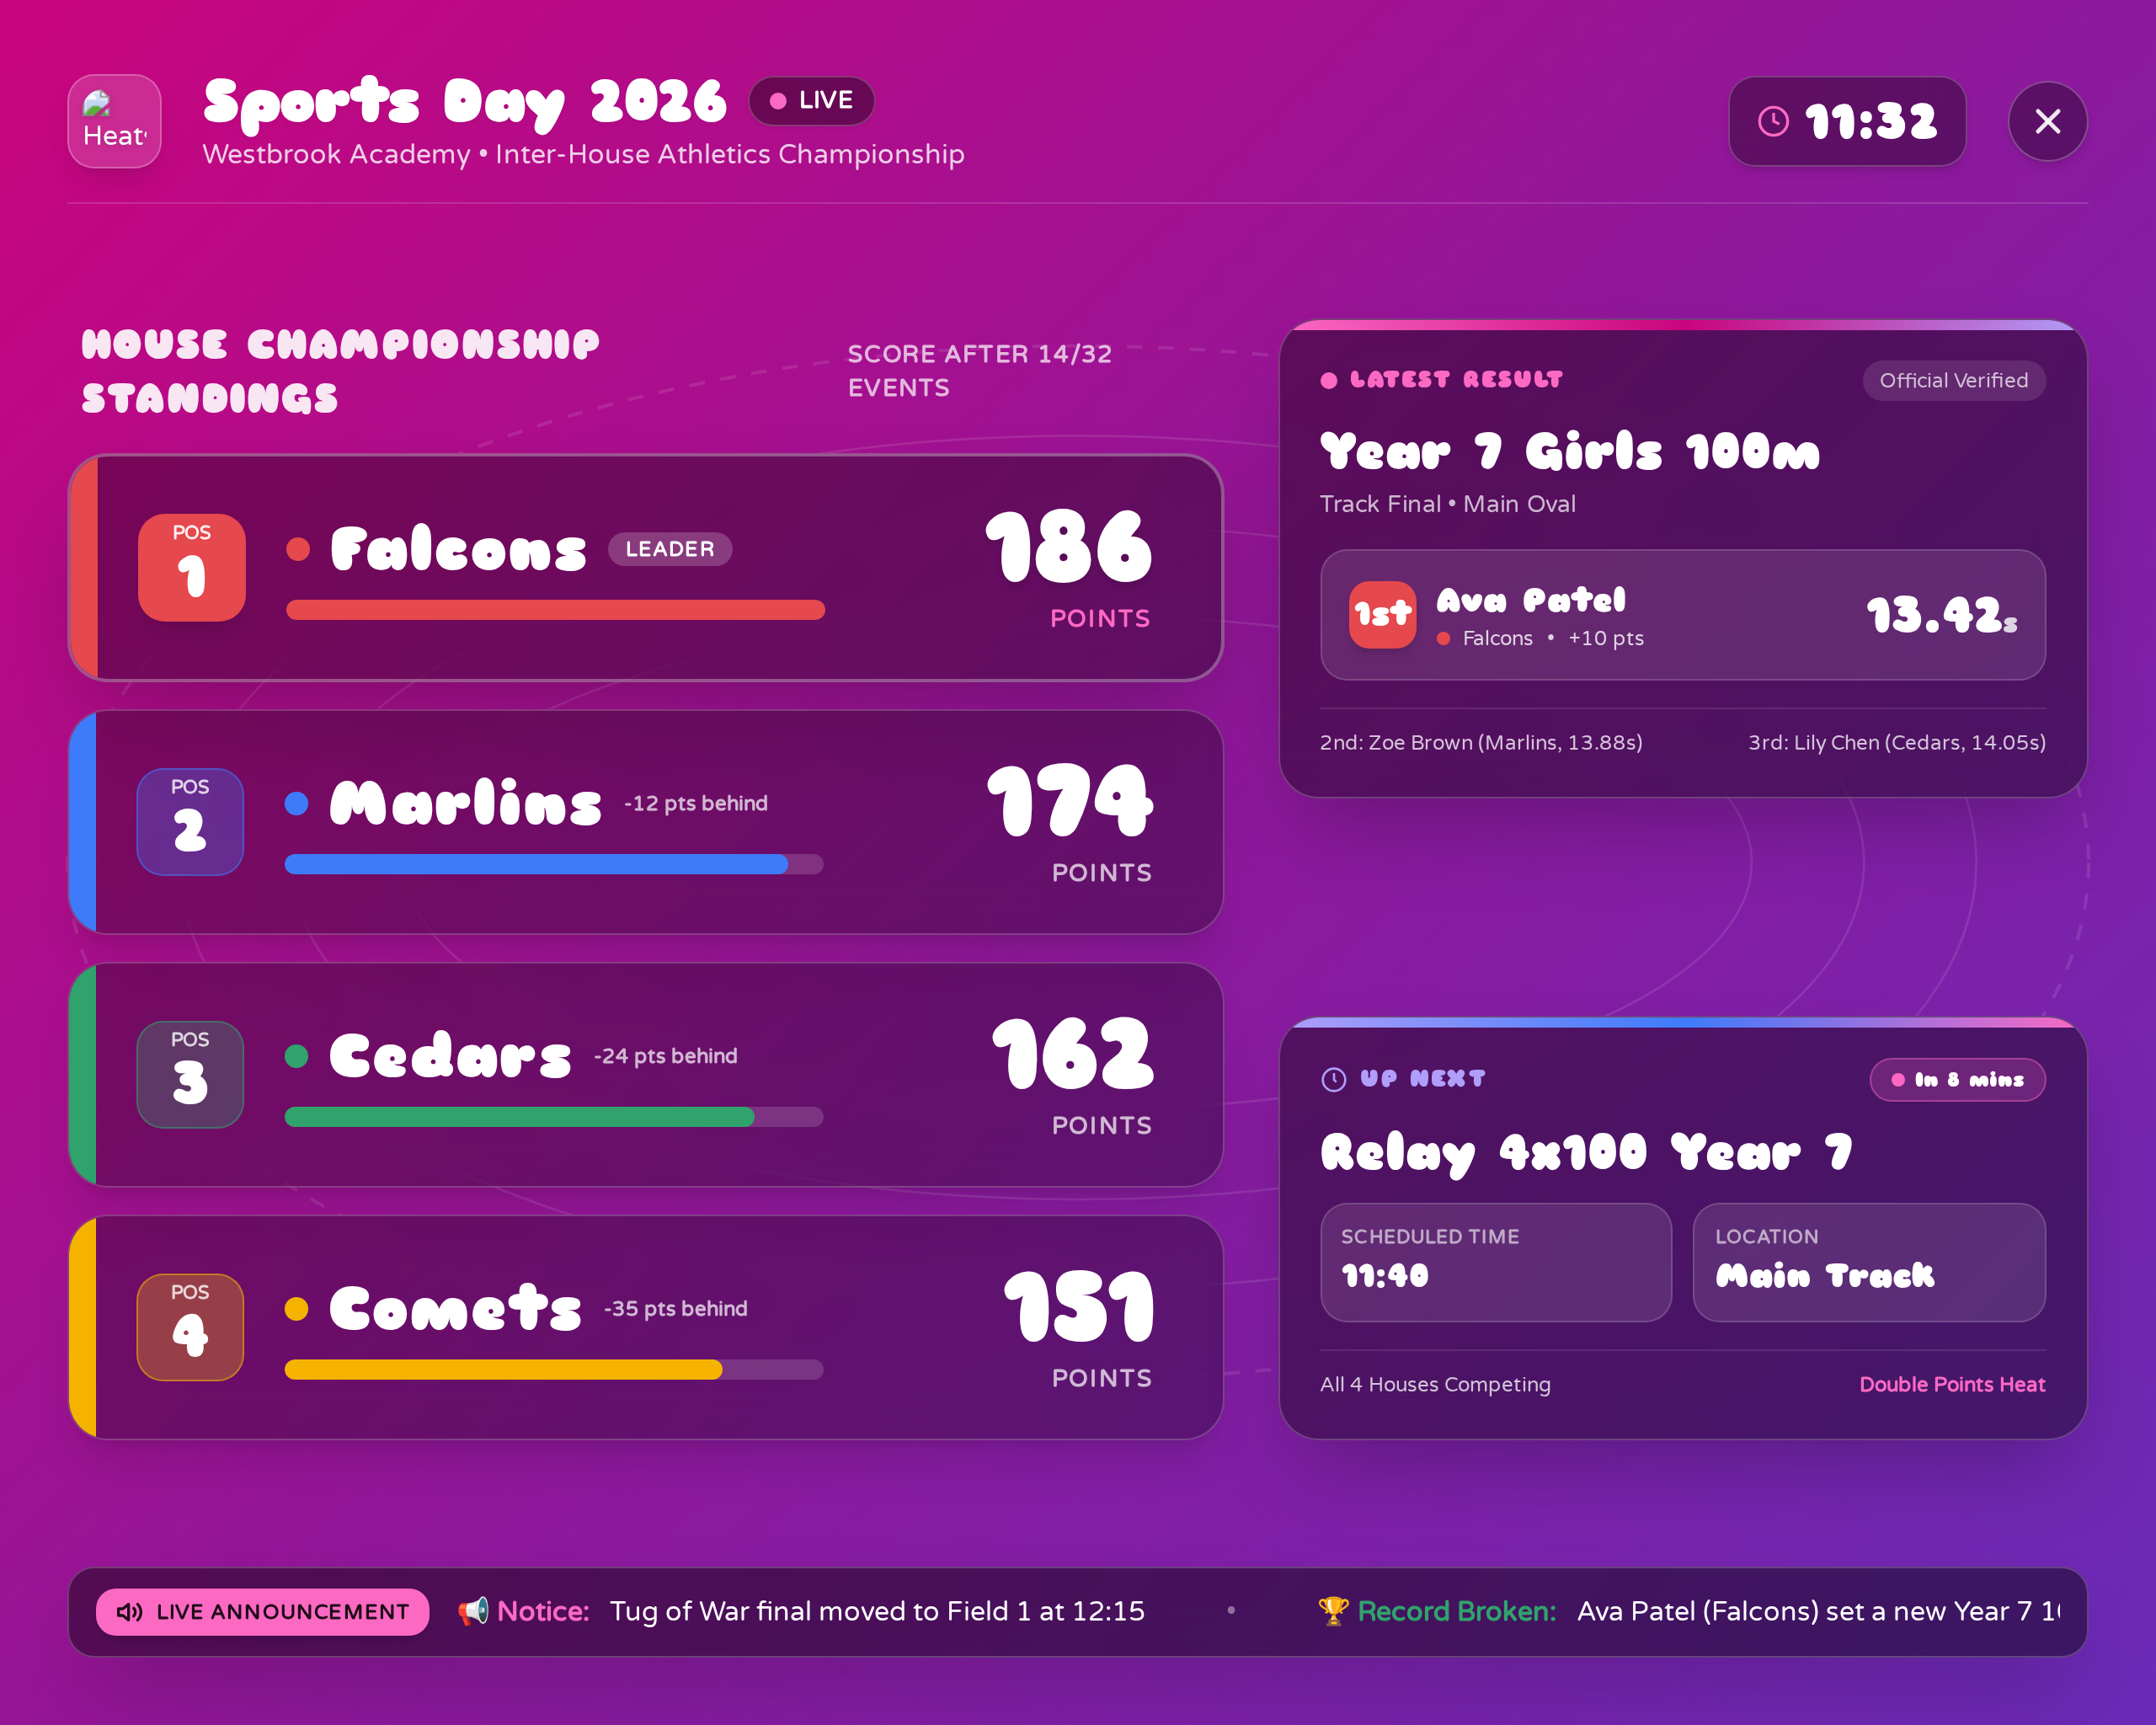 Heat
Sports Day 2026
LIVE
Westbrook Academy • Inter-House Athletics Championship
11:32
HOUSE CHAMPIONSHIP
STANDINGS
SCORE AFTER 14/32
EVENTS
POS
1
Falcons
LEADER
186
POINTS
POS
2
Marlins
-12 pts behind
174
POINTS
POS
3
Cedars
-24 pts behind
162
POINTS
POS
4
Comets
-35 pts behind
151
POINTS
LATEST RESULT
Official Verified
Year 7 Girls 100m
Track Final • Main Oval
1st
Ava Patel
Falcons • +10 pts
13.42s
2nd: Zoe Brown (Marlins, 13.88s)
3rd: Lily Chen (Cedars, 14.05s)
UP NEXT
In 8 mins
Relay 4x100 Year 7
SCHEDULED TIME
11:40
LOCATION
Main Track
All 4 Houses Competing
Double Points Heat
LIVE ANNOUNCEMENT
📢 Notice: Tug of War final moved to Field 1 at 12:15 • 🏆 Record Broken: Ava Patel (Falcons) set a new Year 7